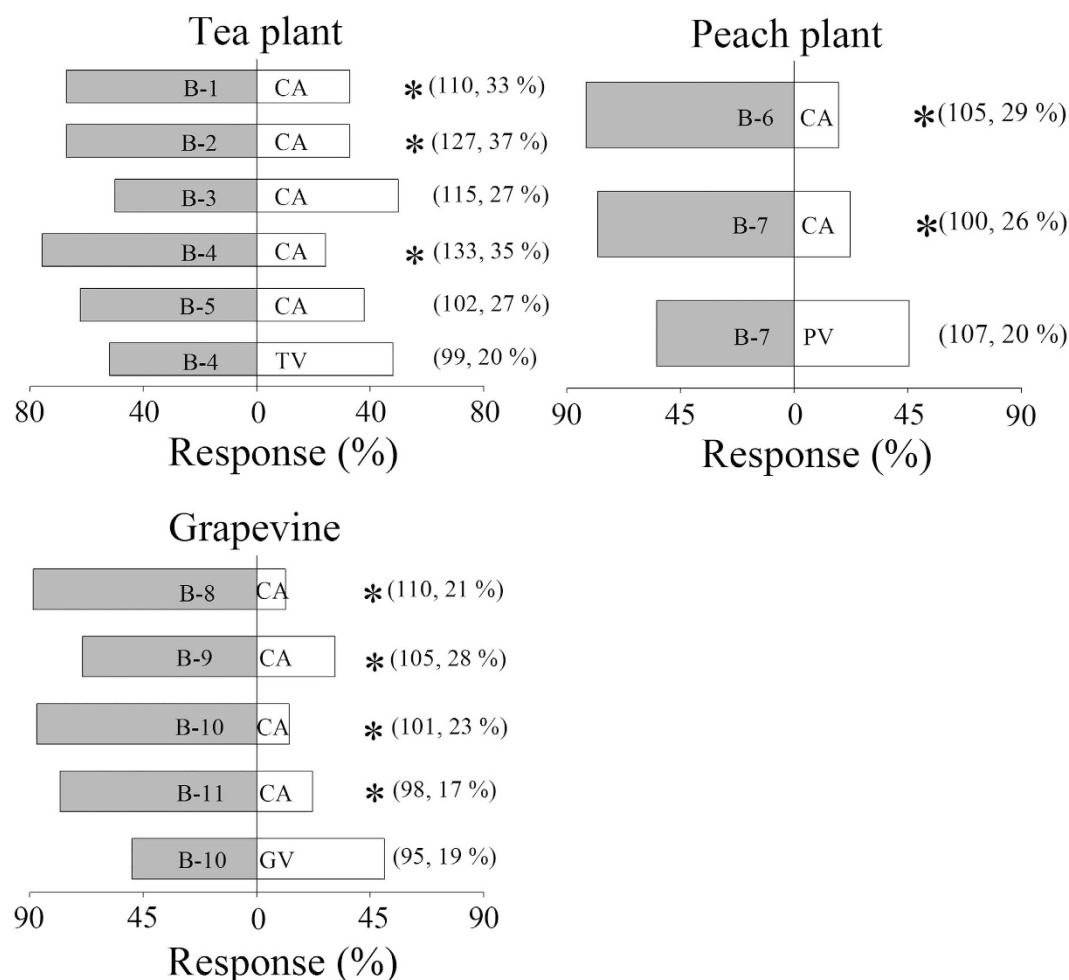 Tea plant
B-1 CA * (110, 33 %)
B-2 CA * (127, 37 %)
B-3 CA (115, 27 %)
B-4 CA * (133, 35 %)
B-5 CA (102, 27 %)
B-4 TV (99, 20 %)
80 40 0 40 80
Response (%)
Peach plant
B-6 CA *(105, 29 %)
B-7 CA *(100, 26 %)
B-7 PV (107, 20 %)
90 45 0 45 90
Response (%)
Grapevine
B-8 CA * (110, 21 %)
B-9 CA * (105, 28 %)
B-10 CA * (101, 23 %)
B-11 CA * (98, 17 %)
B-10 GV (95, 19 %)
90 45 0 45 90
Response (%)